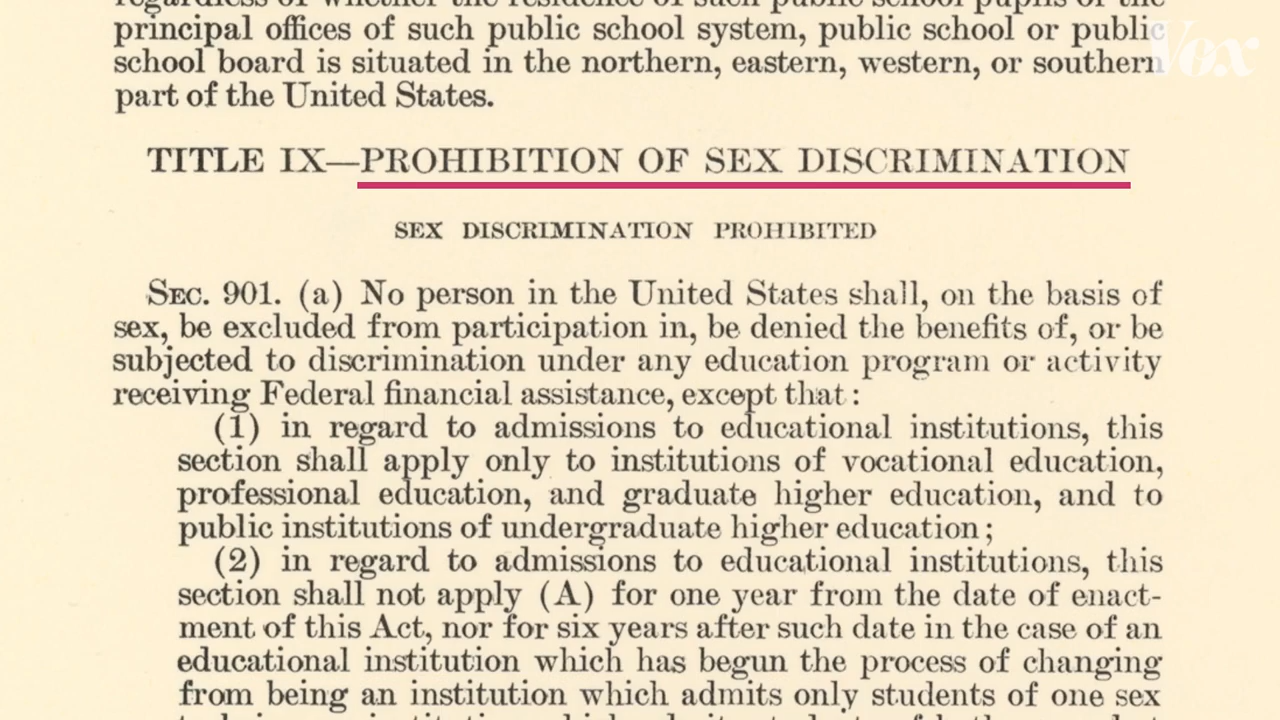 principal offices of such public school system, public school or public
school board is situated in the northern, eastern, western, or southern
part of the United States.
Vox
TITLE IX—PROHIBITION OF SEX DISCRIMINATION
SEX DISCRIMINATION PROHIBITED
SEC. 901. (a) No person in the United States shall, on the basis of
sex, be excluded from participation in, be denied the benefits of, or be
subjected to discrimination under any education program or activity
receiving Federal financial assistance, except that:
(1) in regard to admissions to educational institutions, this
section shall apply only to institutions of vocational education,
professional education, and graduate higher education, and to
public institutions of undergraduate higher education;
(2) in regard to admissions to educational institutions, this
section shall not apply (A) for one year from the date of enact-
ment of this Act, nor for six years after such date in the case of an
educational institution which has begun the process of changing
from being an institution which admits only students of one sex